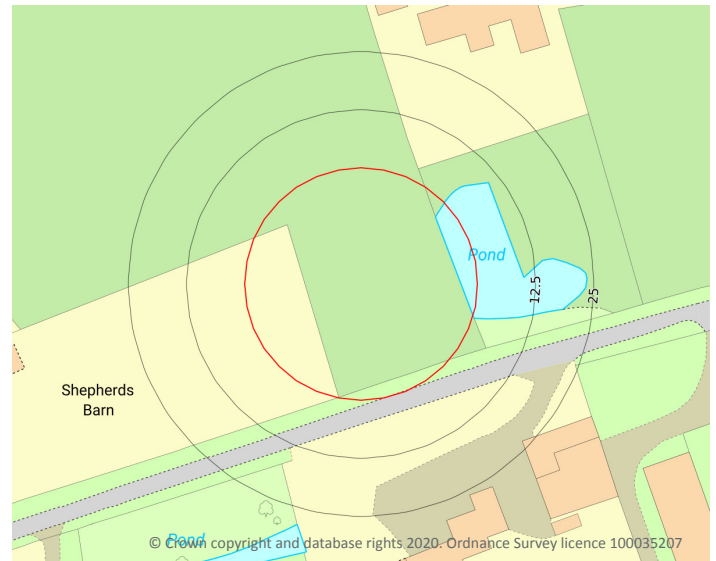 Pond
12.5
25
Shepherds
Barn
Pond
© Crown copyright and database rights 2020. Ordnance Survey licence 100035207